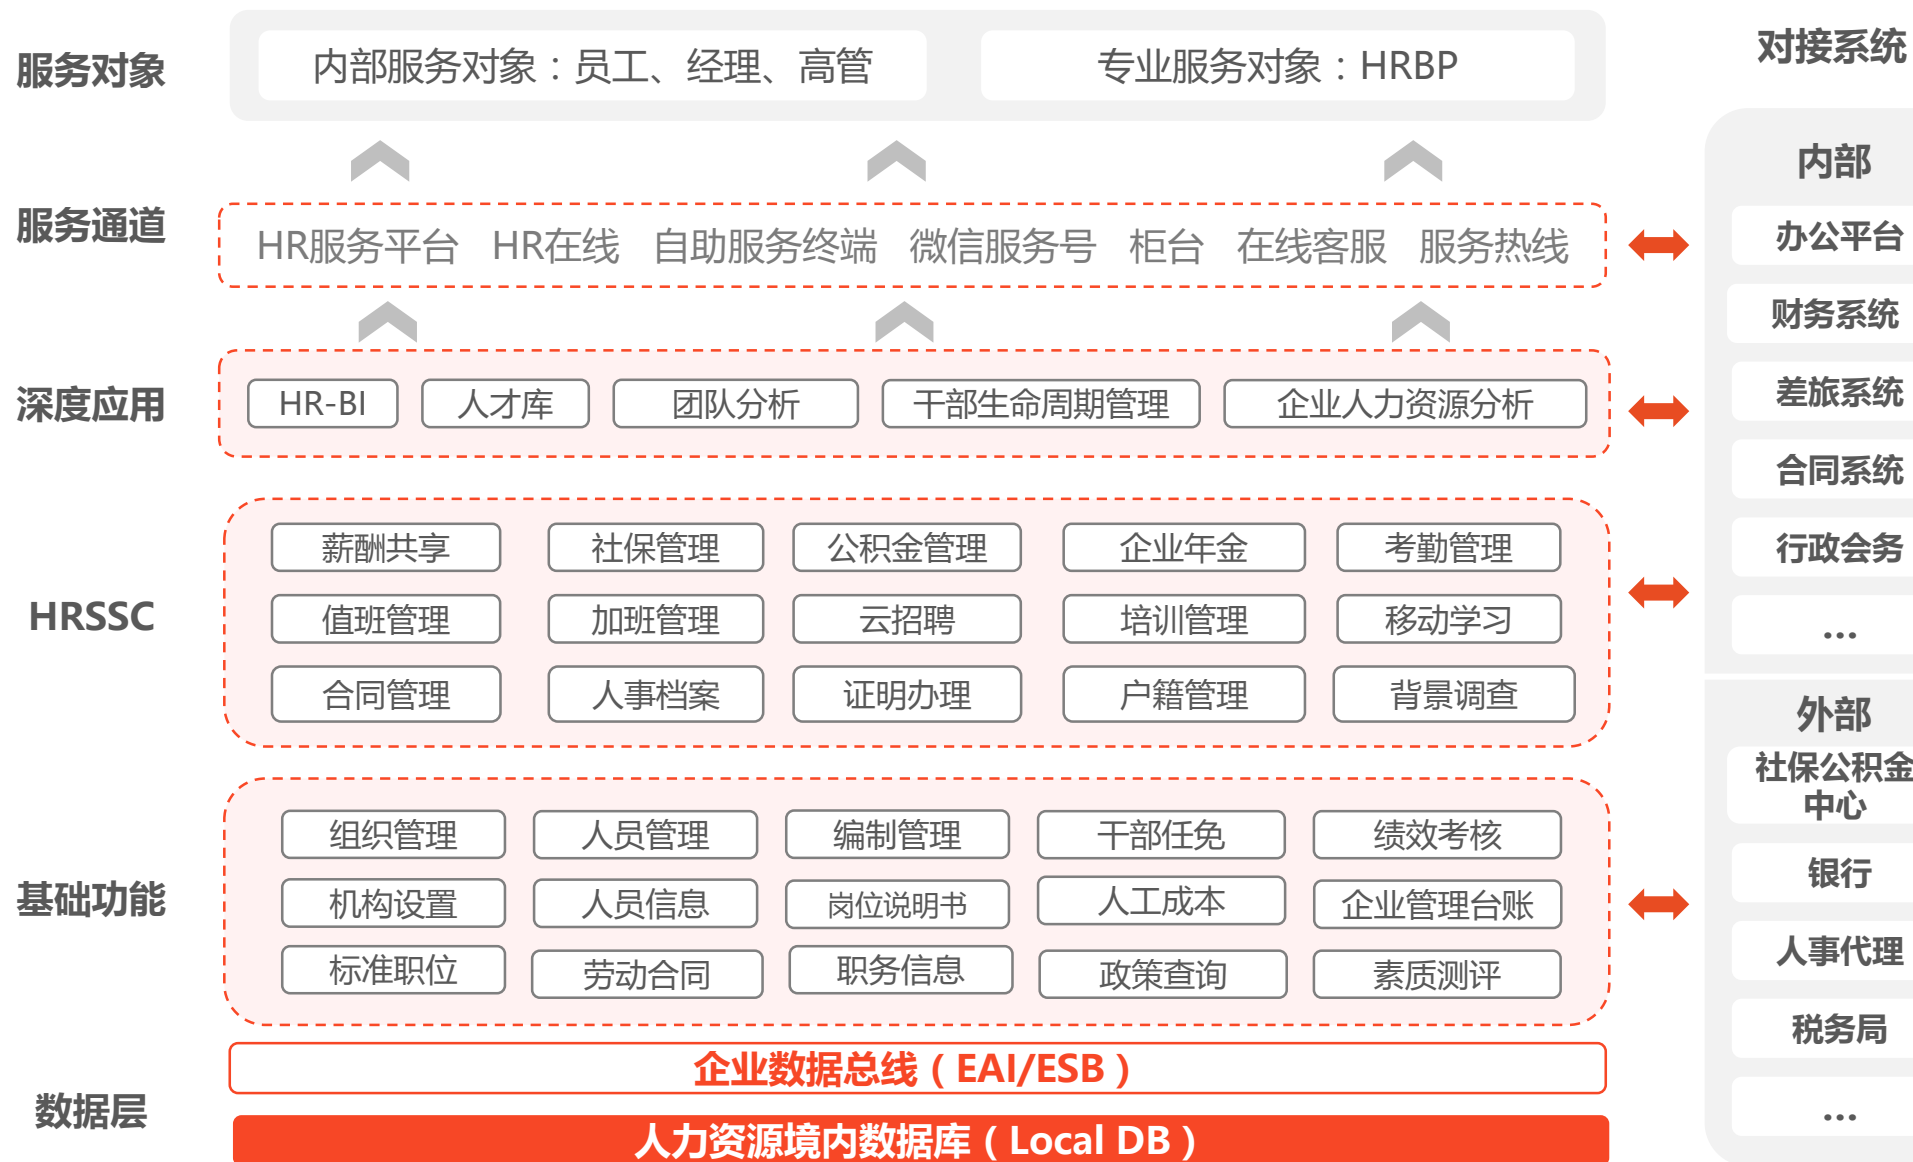 服务对象
内部服务对象：员工、经理、高管
专业服务对象：HRBP
服务通道
HR服务平台 HR在线 自助服务终端 微信服务号 柜台 在线客服 服务热线
深度应用
HR-BI
人才库
团队分析
干部生命周期管理
企业人力资源分析
HRSSC
薪酬共享
社保管理
公积金管理
企业年金
考勤管理
值班管理
加班管理
云招聘
培训管理
移动学习
合同管理
人事档案
证明办理
户籍管理
背景调查
基础功能
组织管理
人员管理
编制管理
干部任免
绩效考核
机构设置
人员信息
岗位说明书
人工成本
企业管理台账
标准职位
劳动合同
职务信息
政策查询
素质测评
数据层
企业数据总线（EAI/ESB）
人力资源境内数据库（Local DB）
对接系统
内部
办公平台
财务系统
差旅系统
合同系统
行政会务
...
外部
社保公积金
中心
银行
人事代理
税务局
...